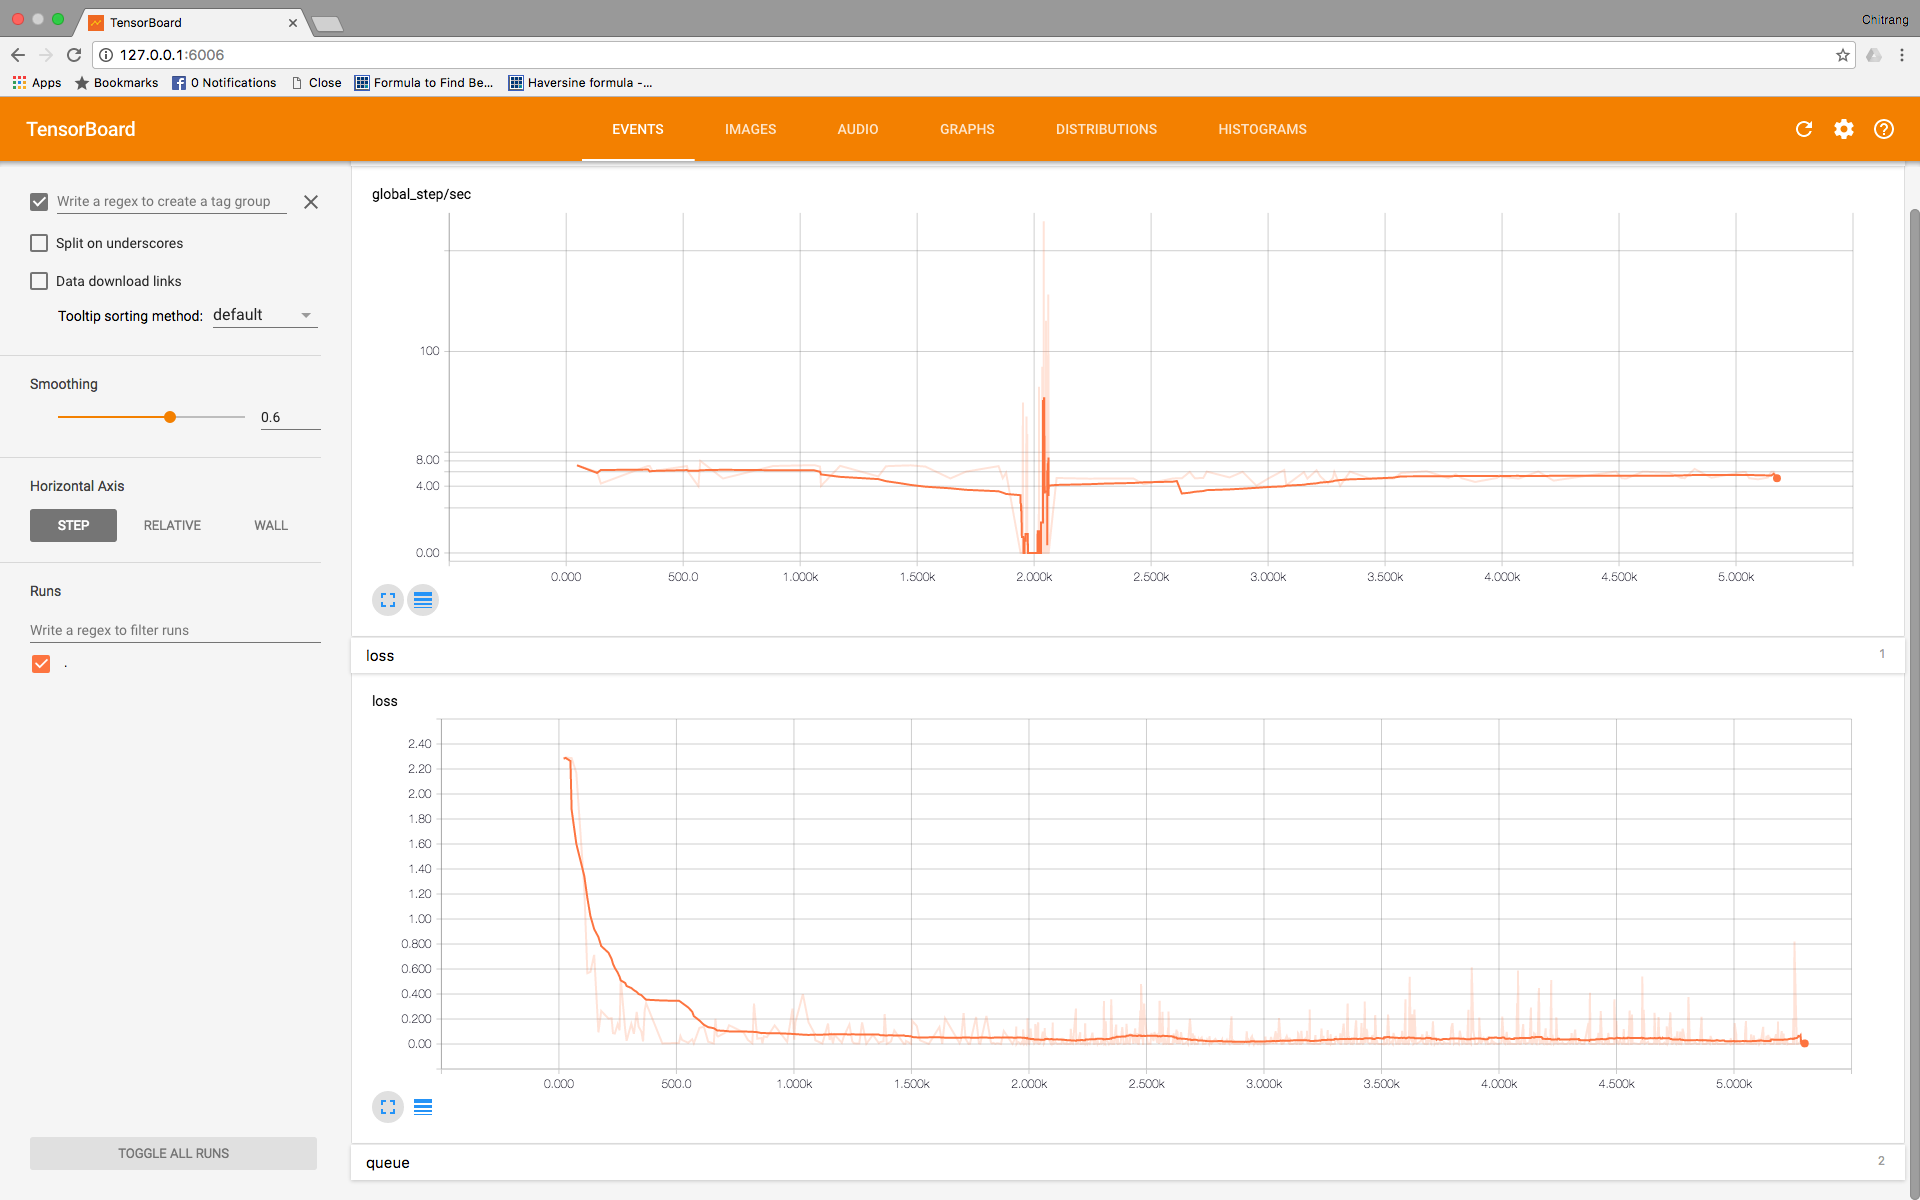 TensorBoard
Chitrang
127.0.0.1:6006
Apps Bookmarks 0 Notifications Close Formula to Find Be... Haversine formula -...
TensorBoard EVENTS IMAGES AUDIO GRAPHS DISTRIBUTIONS HISTOGRAMS
Write a regex to create a tag group
Split on underscores
Data download links
Tooltip sorting method: default
Smoothing
0.6
Horizontal Axis
STEP RELATIVE WALL
Runs
Write a regex to filter runs
.
TOGGLE ALL RUNS
global_step/sec
100
8.00
4.00
0.00
0.000 500.0 1.000k 1.500k 2.000k 2.500k 3.000k 3.500k 4.000k 4.500k 5.000k
loss 1
loss
2.40
2.20
2.00
1.80
1.60
1.40
1.20
1.00
0.800
0.600
0.400
0.200
0.00
0.000 500.0 1.000k 1.500k 2.000k 2.500k 3.000k 3.500k 4.000k 4.500k 5.000k
queue 2